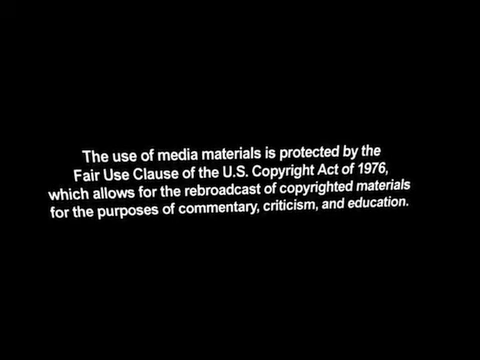 The use of media materials is protected by the
Fair Use Clause of the U.S. Copyright Act of 1976,
which allows for the rebroadcast of copyrighted materials
for the purposes of commentary, criticism, and education.